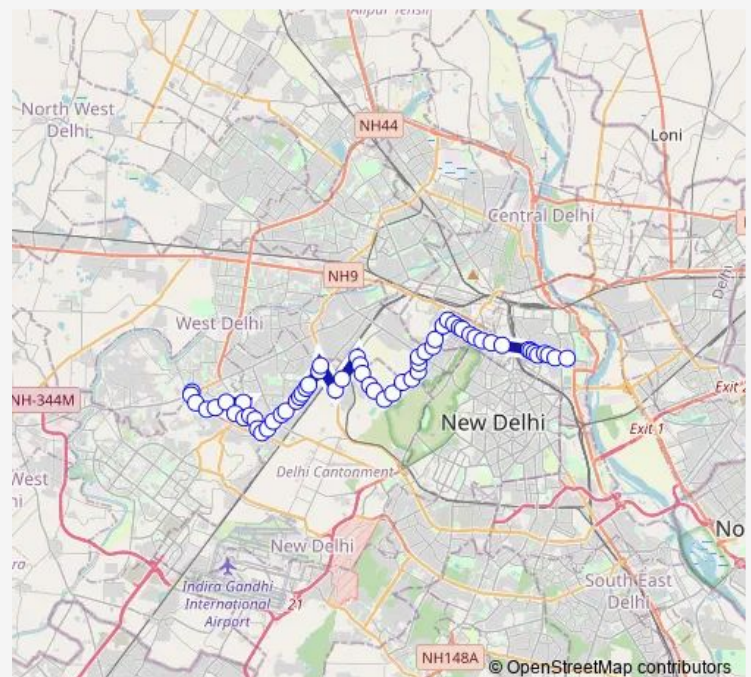 Alipur Tehsil
North West
Delhi
NH44
Loni
Central Delhi
NH9
Delhi
West Delhi
NH-344M
Exit 2
New Delhi
Exit 1
West
Delhi Cantonment
New Delhi
No
Indira Gandhi
International
Airport
21
South East
Delhi
NH148A
© OpenStreetMap contributors